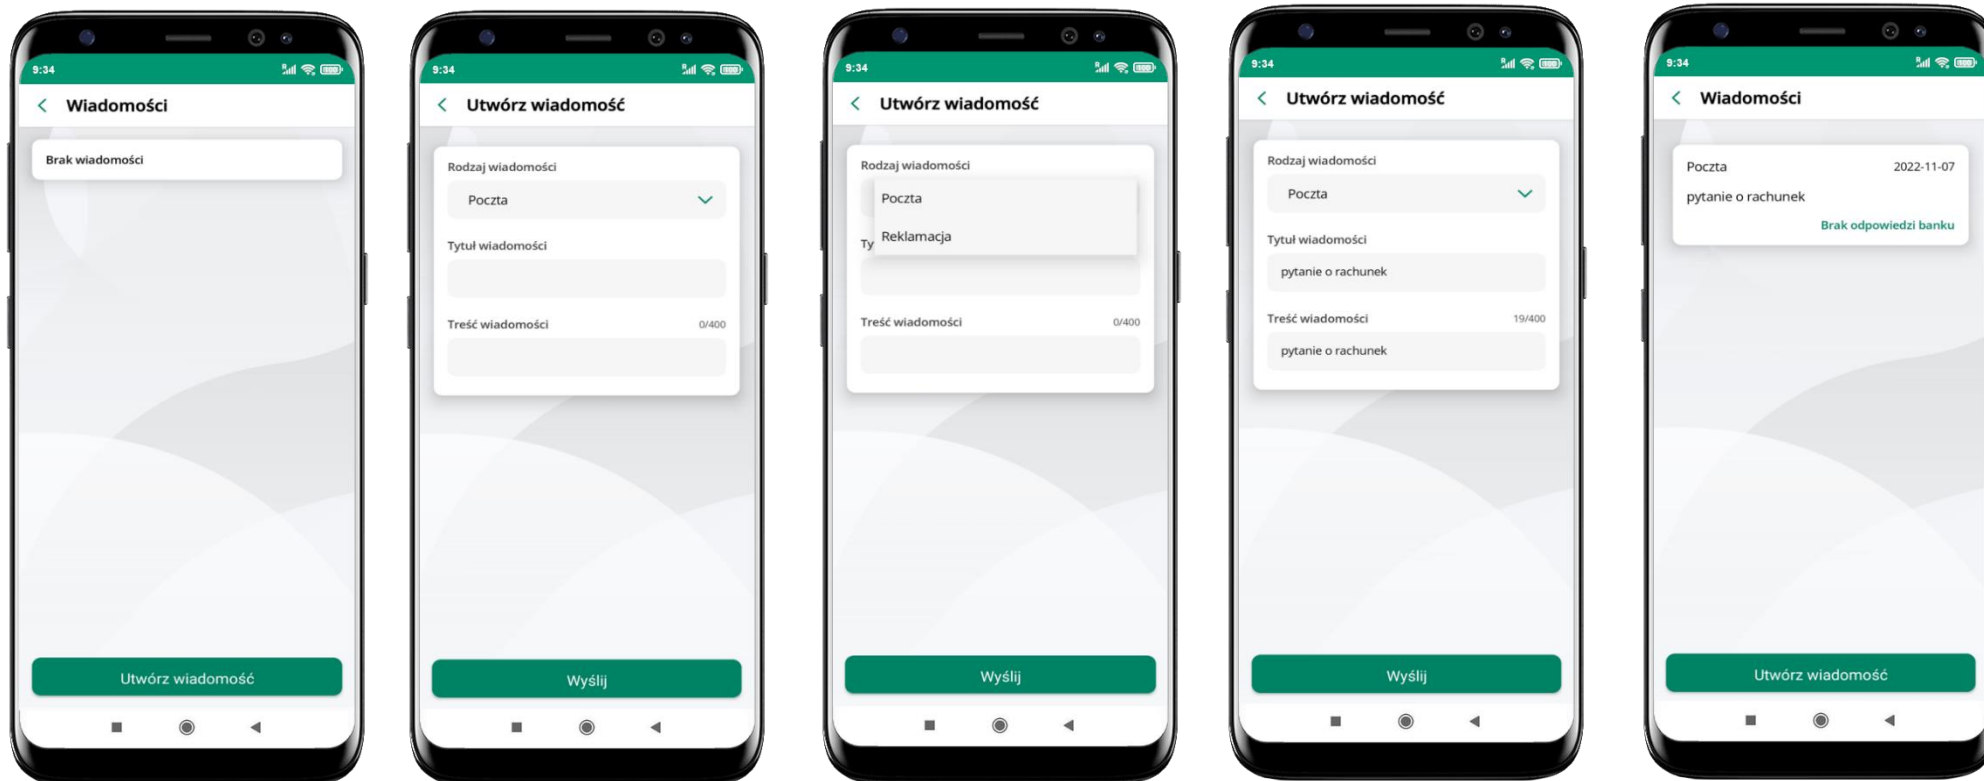 9:34
Wiadomości
Brak wiadomości
Utwórz wiadomość
9:34
Utwórz wiadomość
Rodzaj wiadomości
Poczta
Tytuł wiadomości
Treść wiadomości 0/400
Wyślij
9:34
Utwórz wiadomość
Rodzaj wiadomości
Poczta
Reklamacja
Ty
Treść wiadomości 0/400
Wyślij
9:34
Utwórz wiadomość
Rodzaj wiadomości
Poczta
Tytuł wiadomości
pytanie o rachunek
Treść wiadomości 19/400
pytanie o rachunek
Wyślij
9:34
Wiadomości
Poczta 2022-11-07
pytanie o rachunek
Brak odpowiedzi banku
Utwórz wiadomość